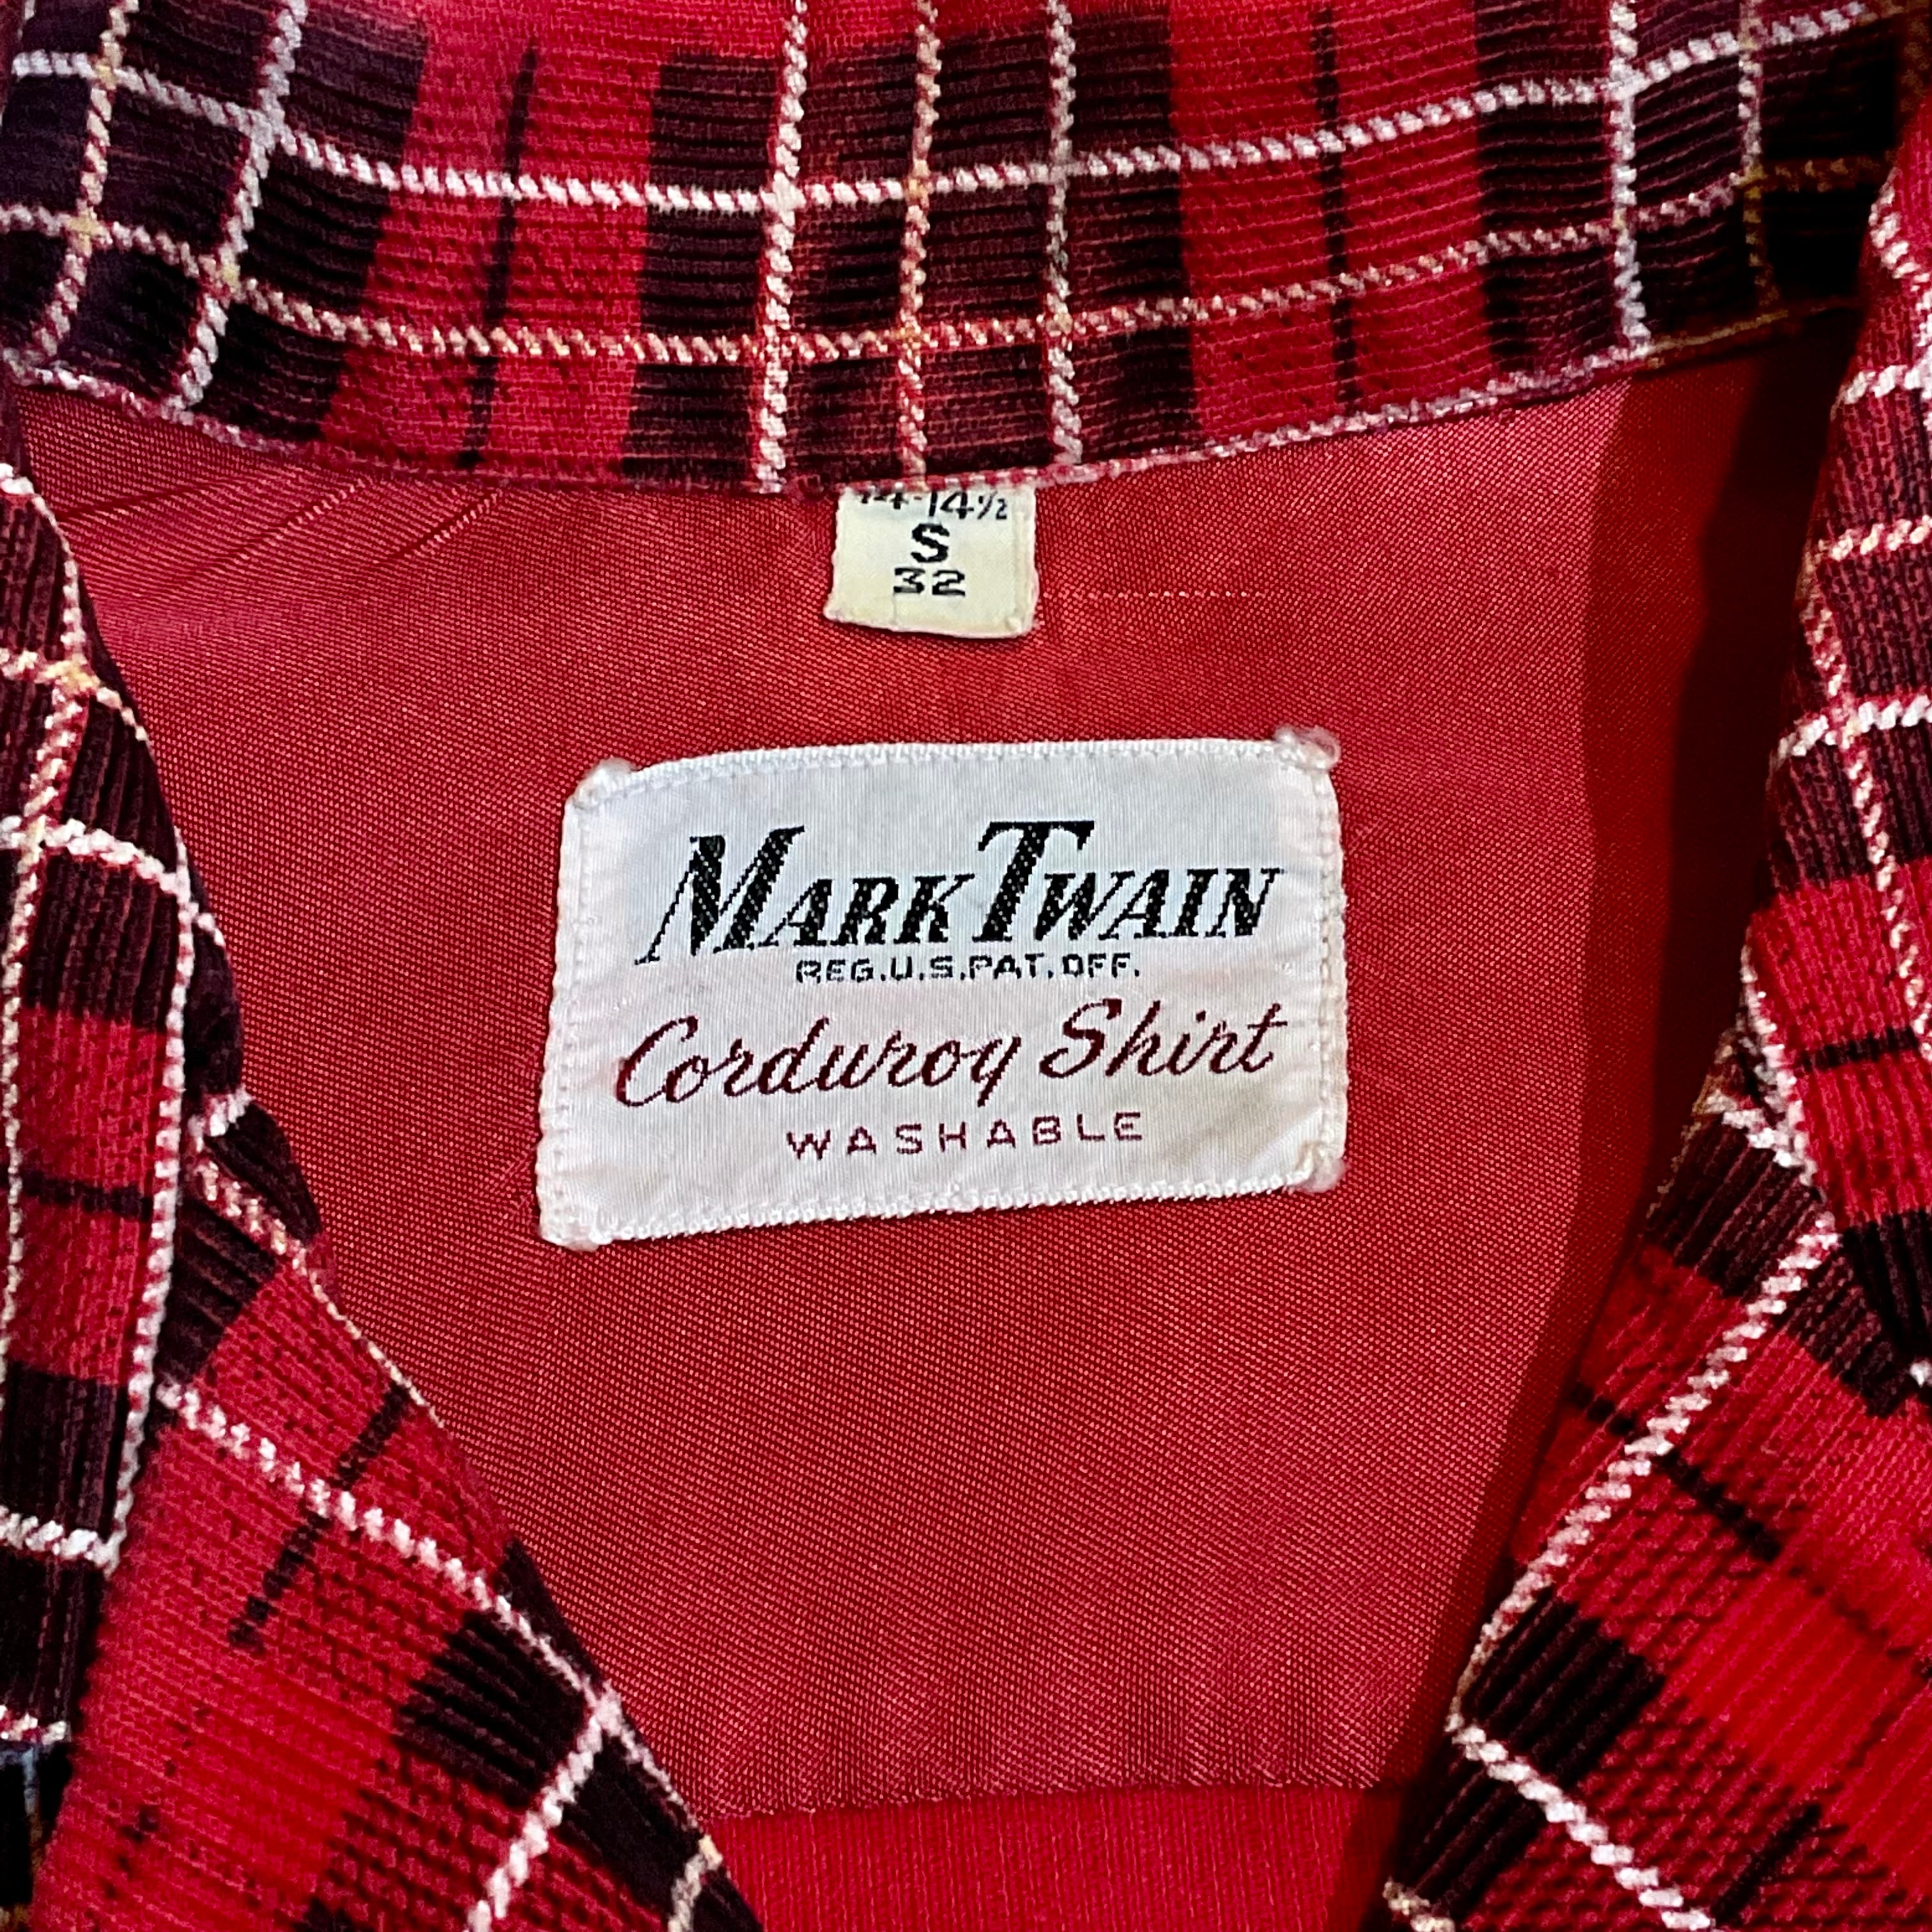 14-14½
S
32
MARK TWAIN
REG.U.S.PAT.OFF.
Corduroy Shirt
WASHABLE